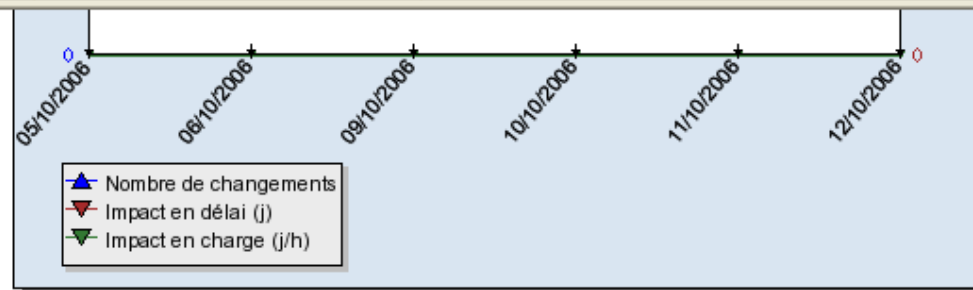 0 0
05/10/2006 06/10/2006 09/10/2006 10/10/2006 11/10/2006 12/10/2006
Nombre de changements
Impact en délai (j)
Impact en charge (j/h)